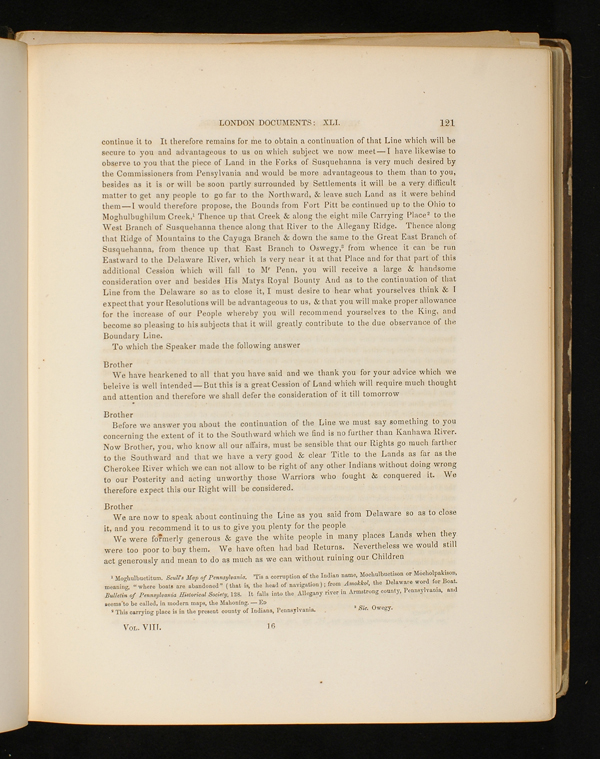 LONDON DOCUMENTS: XLI. 121
continue it to It therefore remains for me to obtain a continuation of that Line which will be
secure to you and advantageous to us on which subject we now meet—I have likewise to
observe to you that the piece of Land in the Forks of Susquehanna is very much desired by
the Commissioners from Pensylvania and would be more advantageous to them than to you,
besides as it is or will be soon partly surrounded by Settlements it will be a very difficult
matter to get any people to go far to the Northward, & leave such Land as it were behind
them—I would therefore propose, the Bounds from Fort Pitt be continued up to the Ohio to
Moghulbughilum Creek,¹ Thence up that Creek & along the eight mile Carrying Place² to the
West Branch of Susquehanna thence along that River to the Allegany Ridge. Thence along
that Ridge of Mountains to the Cayuga Branch & down the same to the Great East Branch of
Susquehanna, from thence up that East Branch to Oswegy,³ from whence it can be run
Eastward to the Delaware River, which is very near it at that Place and for that part of this
additional Cession which will fall to Mʳ Penn, you will receive a large & handsome
consideration over and besides His Matys Royal Bounty And as to the continuation of that
Line from the Delaware so as to close it, I must desire to hear what yourselves think & I
expect that your Resolutions will be advantageous to us, & that you will make proper allowance
for the increase of our People whereby you will recommend yourselves to the King, and
become so pleasing to his subjects that it will greatly contribute to the due observance of the
Boundary Line.
To which the Speaker made the following answer
Brother
We have hearkened to all that you have said and we thank you for your advice which we
beleive is well intended—But this is a great Cession of Land which will require much thought
and attention and therefore we shall defer the consideration of it till tomorrow
Brother
Before we answer you about the continuation of the Line we must say something to you
concerning the extent of it to the Southward which we find is no further than Kanhawa River.
Now Brother, you, who know all our affairs, must be sensible that our Rights go much farther
to the Southward and that we have a very good & clear Title to the Lands as far as the
Cherokee River which we can not allow to be right of any other Indians without doing wrong
to our Posterity and acting unworthy those Warriors who fought & conquered it. We
therefore expect this our Right will be considered.
Brother
We are now to speak about continuing the Line as you said from Delaware so as to close
it, and you recommend it to us to give you plenty for the people
We were formerly generous & gave the white people in many places Lands when they
were too poor to buy them. We have often had bad Returns. Nevertheless we would still
act generously and mean to do as much as we can without ruining our Children
¹ Moghulbuctitum. Scull's Map of Pennsylvania. 'Tis a corruption of the Indian name, Mochulbuctison or Mocholpakison,
meaning, "where boats are abandoned" (that is, the head of navigation); from Amokhol, the Delaware word for Boat.
Bulletin of Pennsylvania Historical Society, 138. It falls into the Allegany river in Armstrong county, Pennsylvania, and
seems to be called, in modern maps, the Mahoning.—Ed
² This carrying place is in the present county of Indiana, Pennsylvania. ³ Sic. Owegy.
Vol. VIII. 16